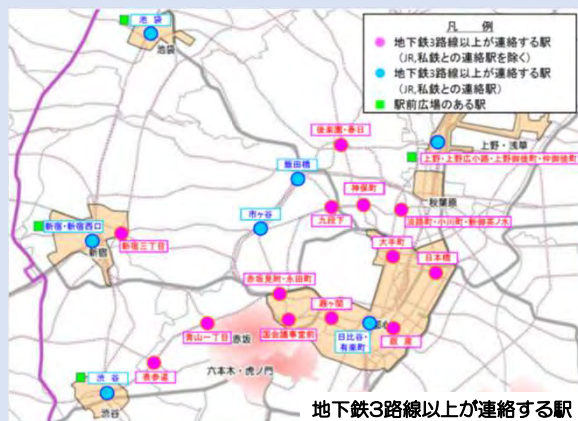 凡 例
地下鉄3路線以上が連絡する駅
(JR,私鉄との連絡駅を除く)
地下鉄3路線以上が連絡する駅
(JR,私鉄との連絡駅)
駅前広場のある駅
池 袋
池袋
後楽園・春日
上野・浅草
上野・上野広小路・上野御徒町・仲御徒町
飯田橋
秋葉原
神保町
市ヶ谷
九段下
淡路町・小川町・新御茶ノ水
新宿・新宿西口
新宿三丁目
新宿
大手町
日本橋
赤坂見附・永田町
霞ヶ関
都心
青山一丁目
赤坂
国会議事堂前
日比谷・
有楽町
銀 座
表参道
六本木・虎ノ門
渋 谷
渋谷
地下鉄3路線以上が連絡する駅